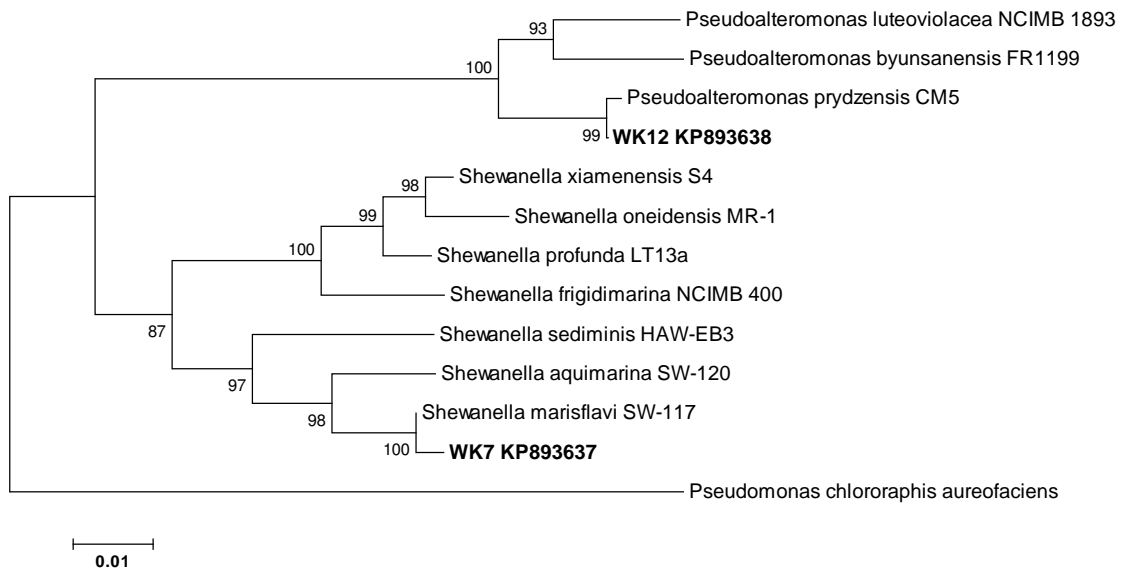 Pseudoalteromonas luteoviolacea NCIMB 1893
93
Pseudoalteromonas byunsanensis FR1199
100
Pseudoalteromonas prydzensis CM5
99
WK12 KP893638
Shewanella xiamenensis S4
98
Shewanella oneidensis MR-1
99
Shewanella profunda LT13a
100
Shewanella frigidimarina NCIMB 400
87
Shewanella sediminis HAW-EB3
97
Shewanella aquimarina SW-120
98
Shewanella marisflavi SW-117
100
WK7 KP893637
Pseudomonas chlororaphis aureofaciens
0.01